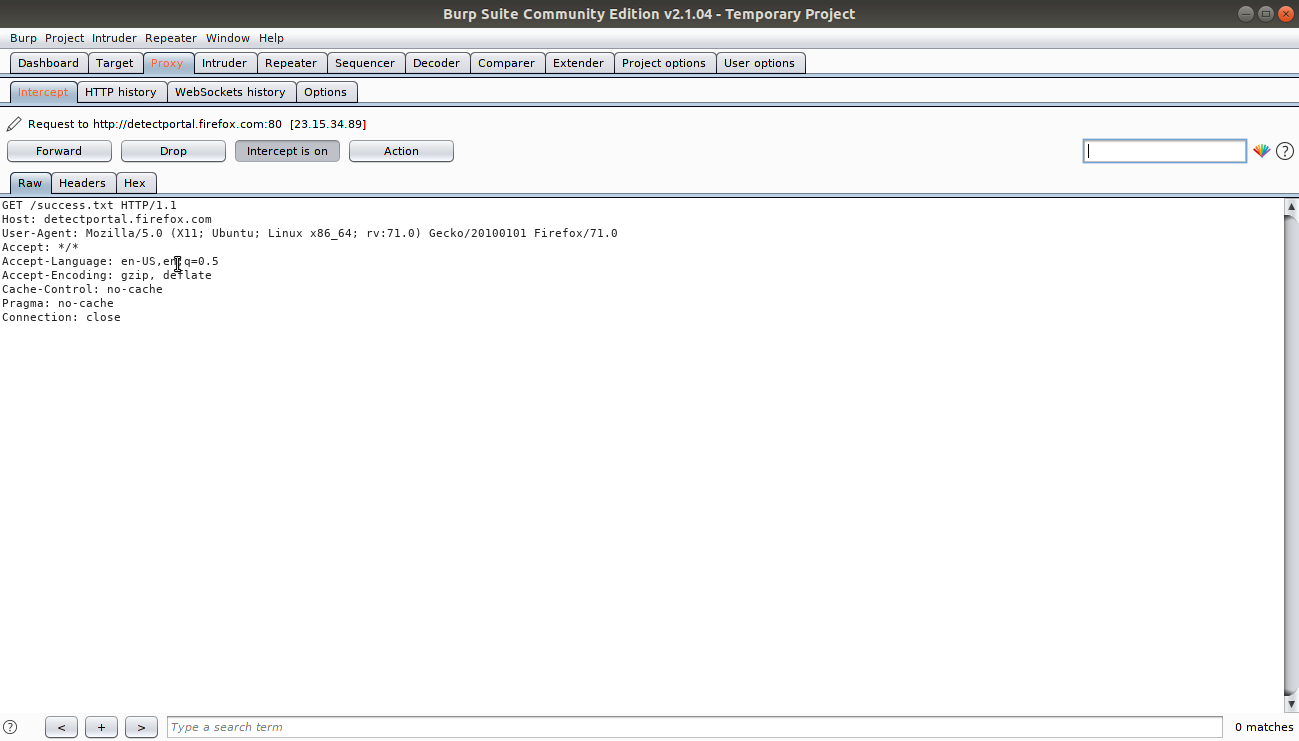 Burp Suite Community Edition v2.1.04 - Temporary Project
Burp Project Intruder Repeater Window Help
Dashboard Target Proxy Intruder Repeater Sequencer Decoder Comparer Extender Project options User options
Intercept HTTP history WebSockets history Options
Request to http://detectportal.firefox.com:80 [23.15.34.89]
Forward Drop Intercept is on Action ?
Raw Headers Hex
GET /success.txt HTTP/1.1
Host: detectportal.firefox.com
User-Agent: Mozilla/5.0 (X11; Ubuntu; Linux x86_64; rv:71.0) Gecko/20100101 Firefox/71.0
Accept: */*
Accept-Language: en-US,en;q=0.5
Accept-Encoding: gzip, deflate
Cache-Control: no-cache
Pragma: no-cache
Connection: close
? < + > Type a search term 0 matches